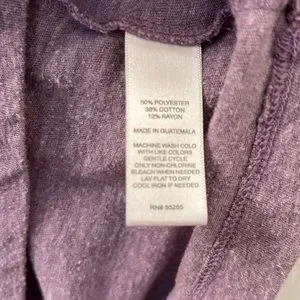 50% POLYESTER
38% COTTON
12% RAYON
MADE IN GUATEMALA
MACHINE WASH COLD
WITH LIKE COLORS
GENTLE CYCLE
ONLY NON-CHLORINE
BLEACH WHEN NEEDED
LAY FLAT TO DRY
COOL IRON IF NEEDED
RN# 55285